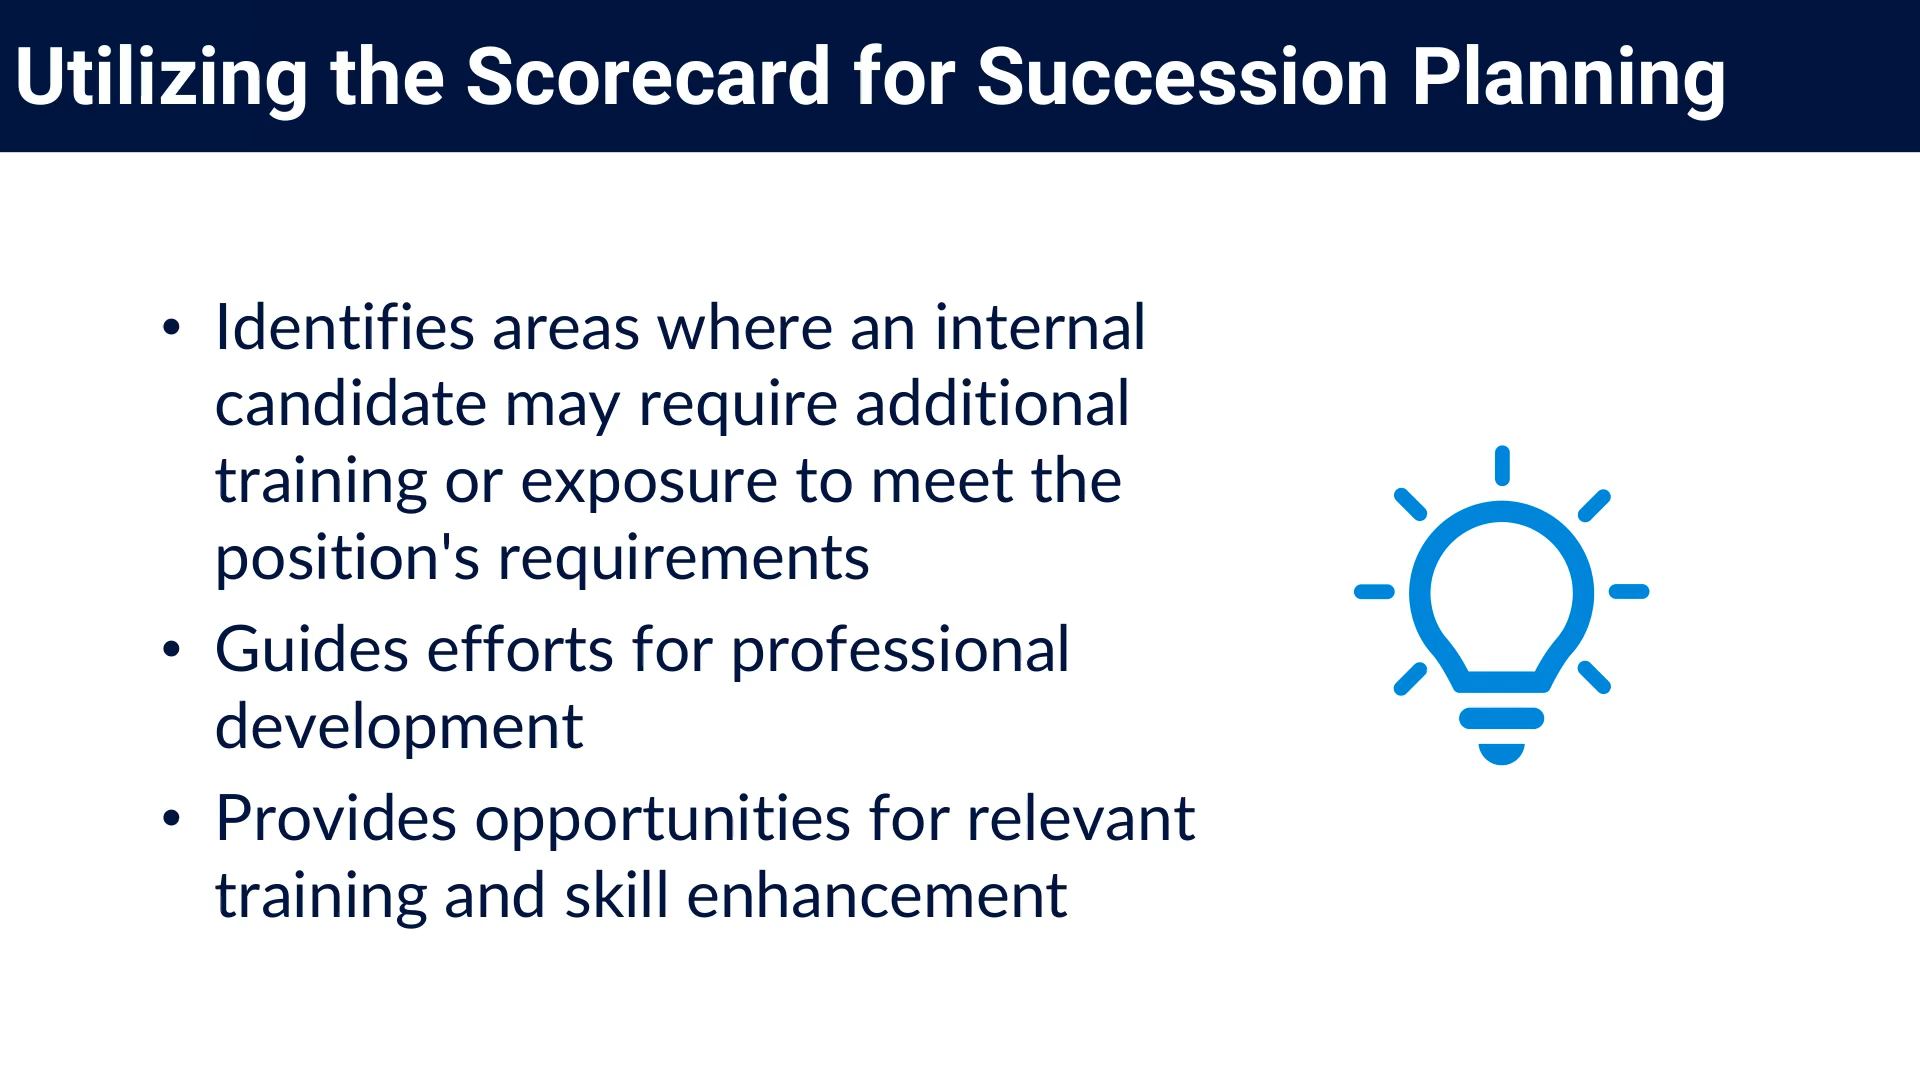 Utilizing the Scorecard for Succession Planning
• Identifies areas where an internal
candidate may require additional
training or exposure to meet the
position's requirements
• Guides efforts for professional
development
• Provides opportunities for relevant
training and skill enhancement